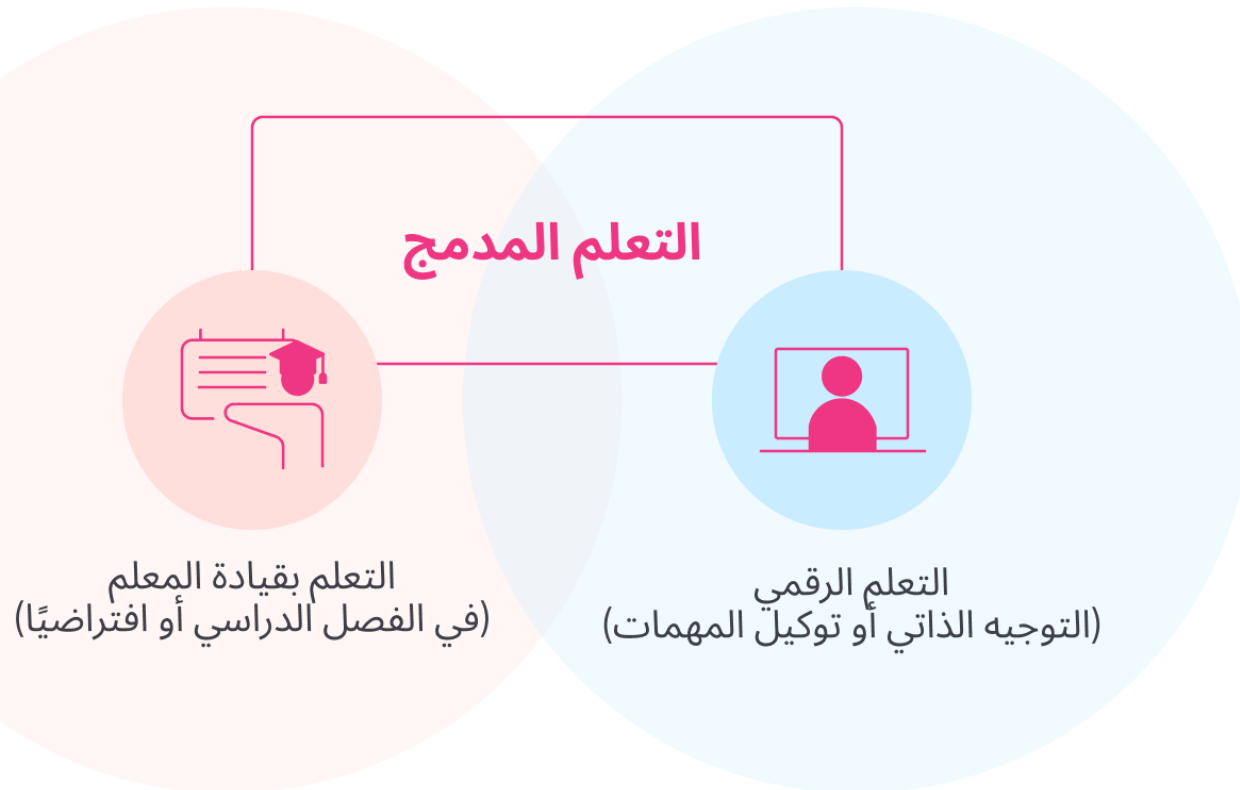 التعلم المدمج
التعلم الرقمي
(التوجيه الذاتي أو توكيل المهمات)
التعلم بقيادة المعلم
(في الفصل الدراسي أو افتراضيًا)